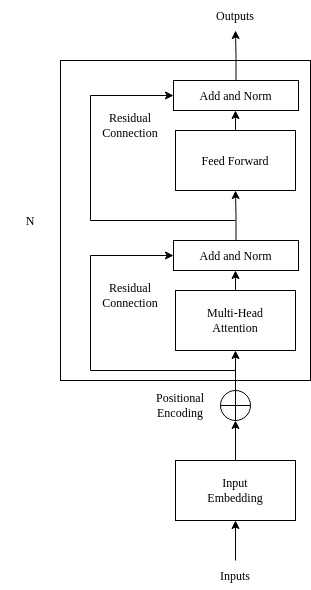 Outputs
Add and Norm
Residual
Connection
Feed Forward
N
Add and Norm
Residual
Connection
Multi-Head
Attention
Positional
Encoding
Input
Embedding
Inputs